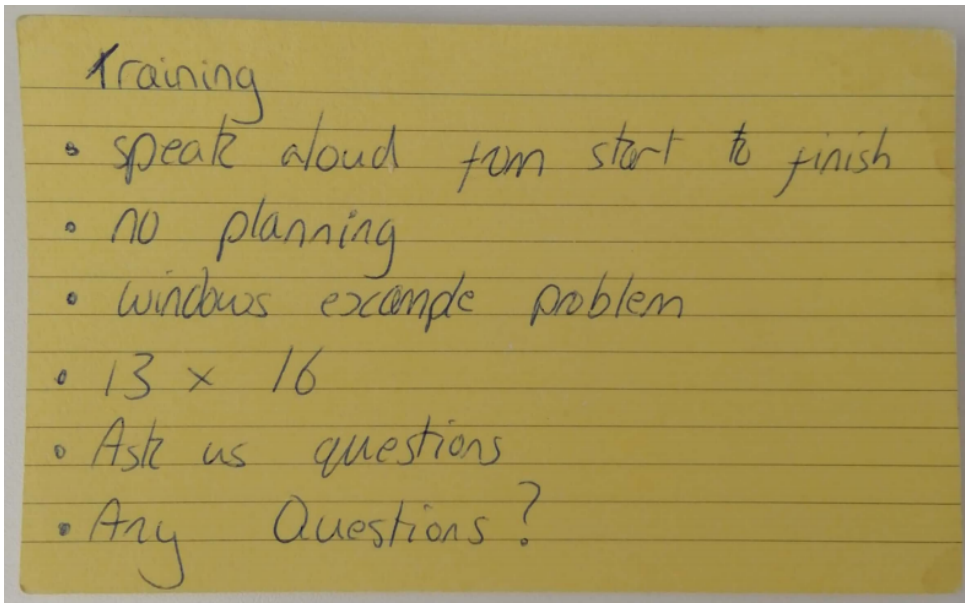 Training
• speak aloud from start to finish
• no planning
• windows example problem
• 13 × 16
• Ask us questions
• Any Questions?